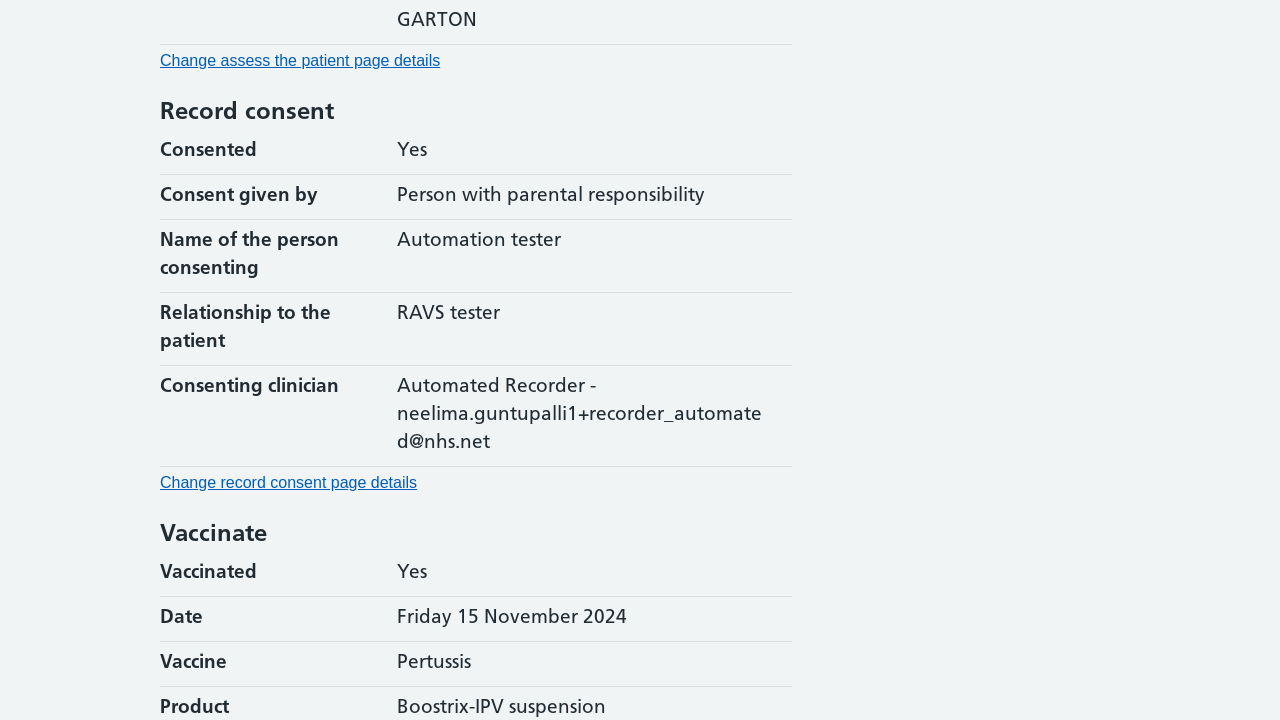 GARTON
Change assess the patient page details
Record consent
Consented Yes
Consent given by Person with parental responsibility
Name of the person Automation tester
consenting
Relationship to the RAVS tester
patient
Consenting clinician Automated Recorder -
neelima.guntupalli1+recorder_automate
d@nhs.net
Change record consent page details
Vaccinate
Vaccinated Yes
Date Friday 15 November 2024
Vaccine Pertussis
Product Boostrix-IPV suspension